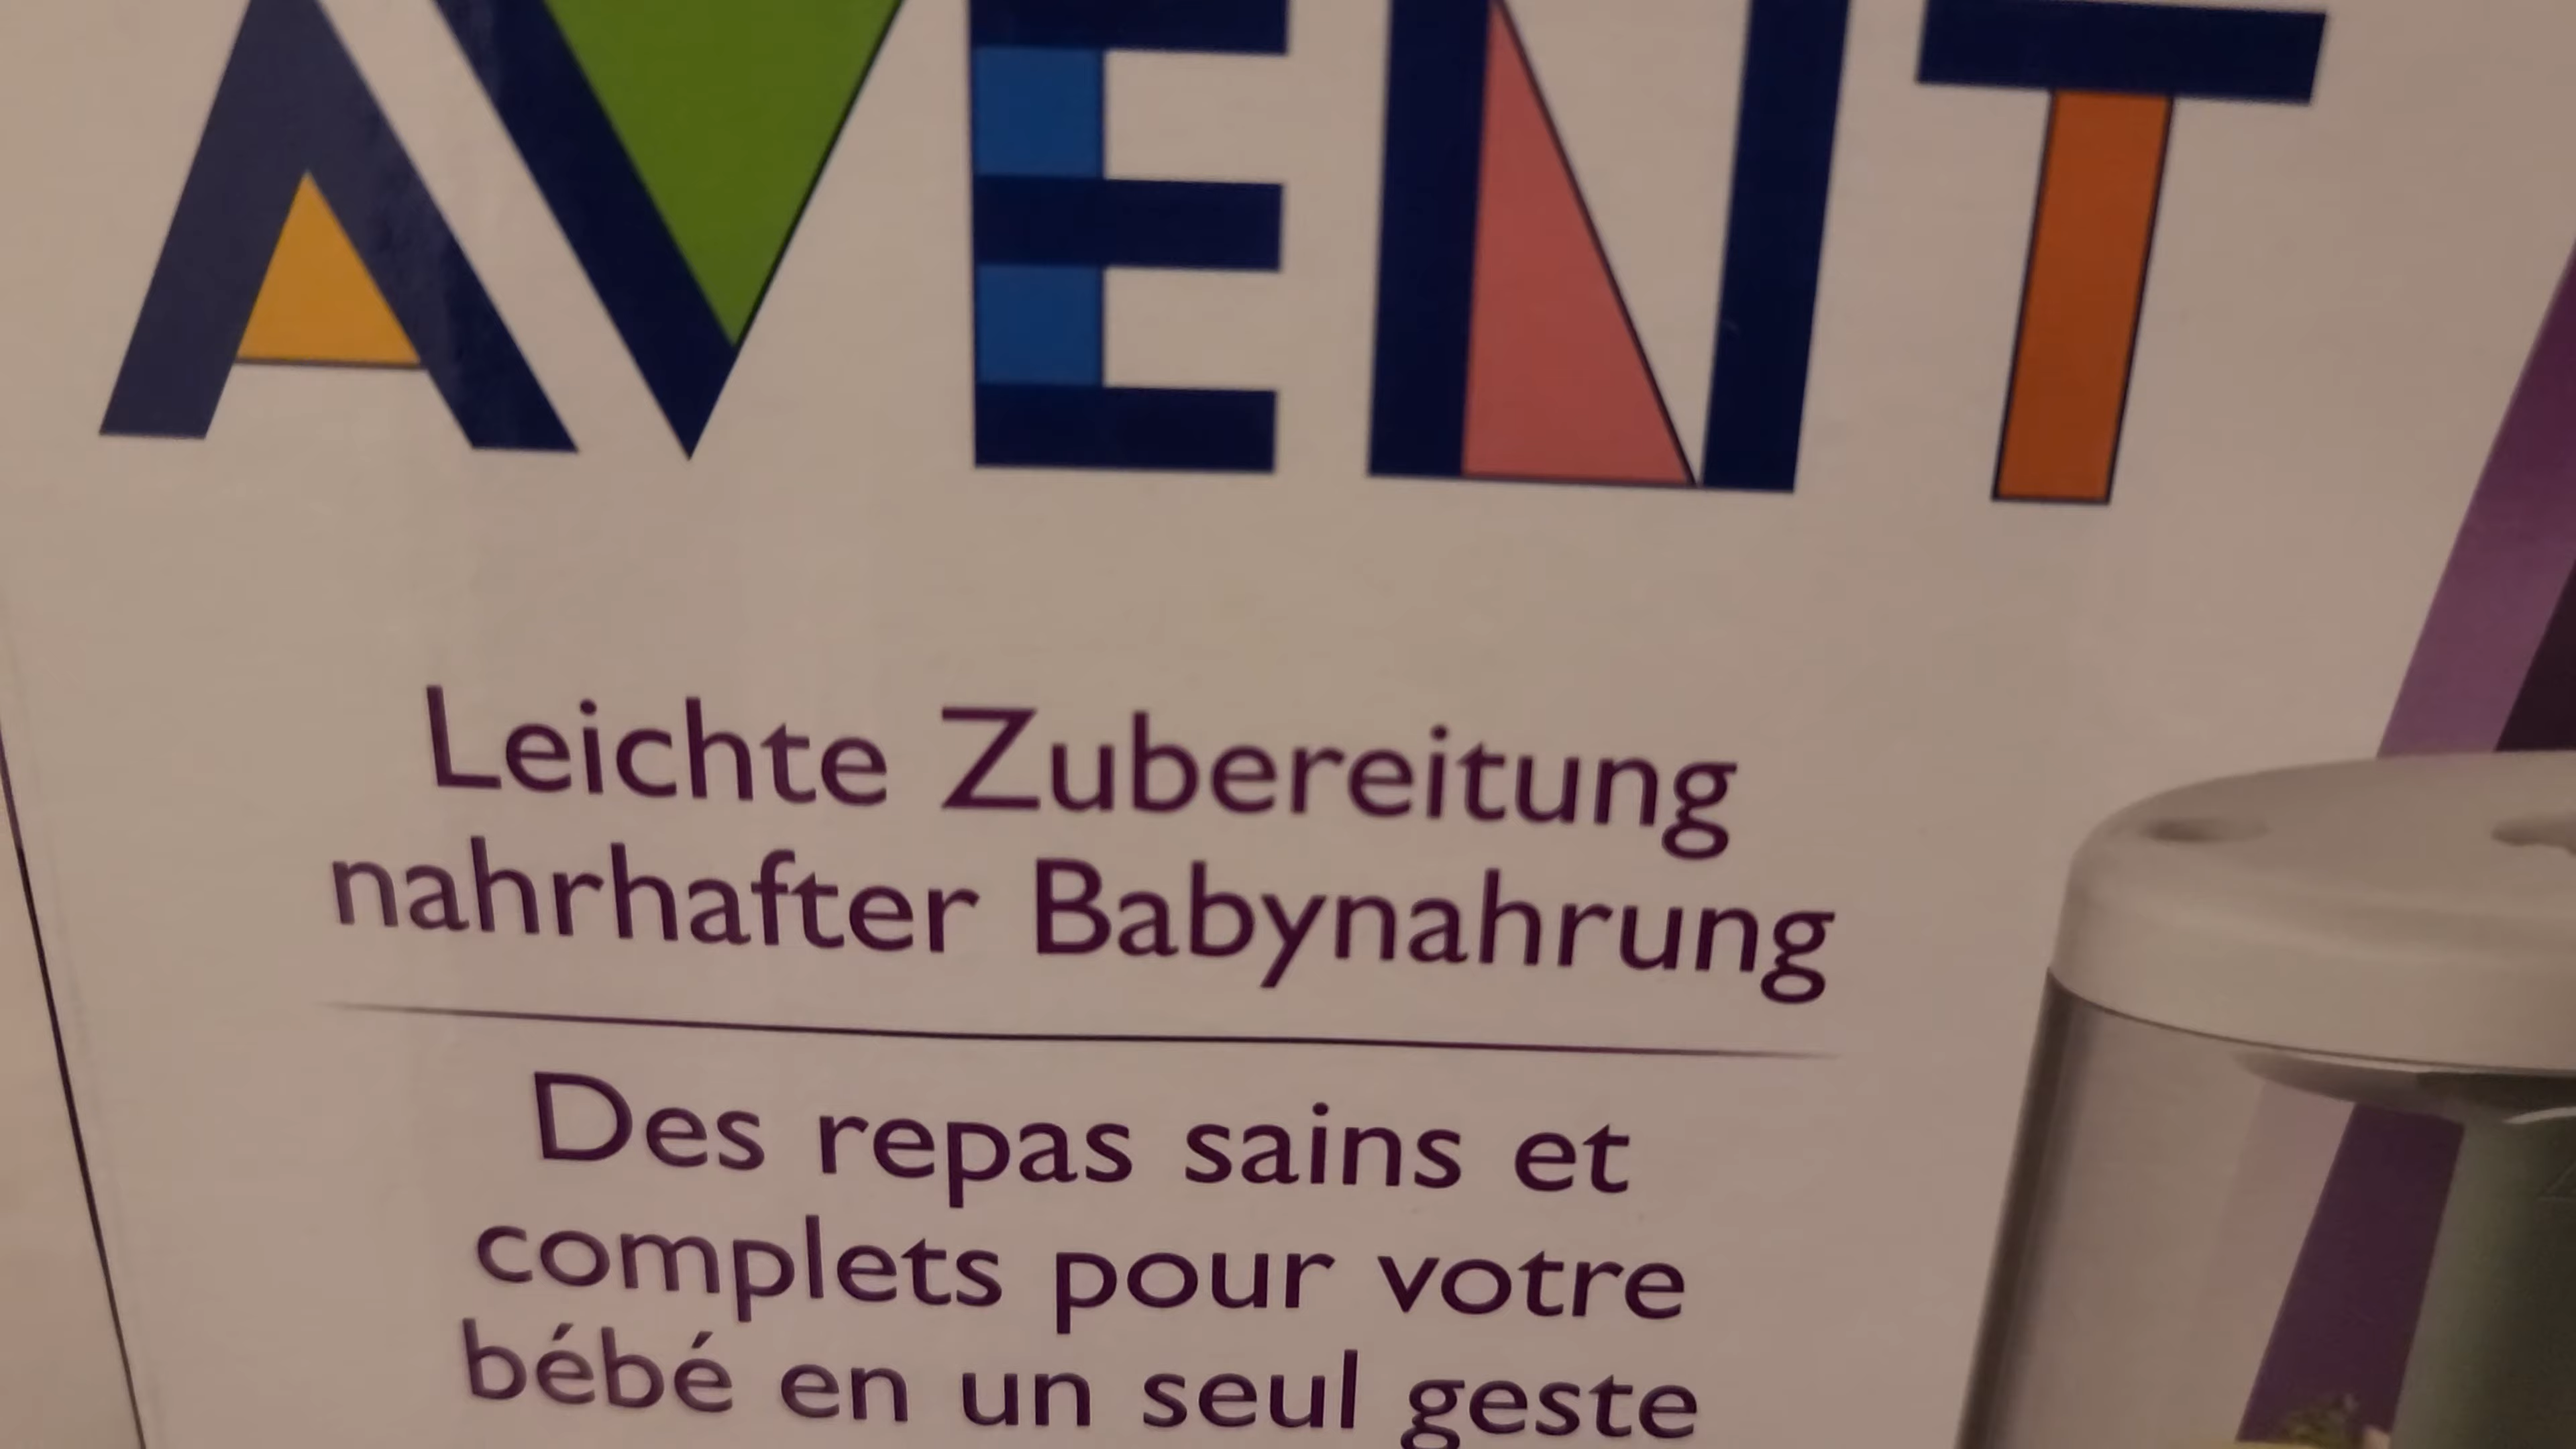 AVENT
Leichte Zubereitung
nahrhafter Babynahrung
Des repas sains et
complets pour votre
bébé en un seul geste